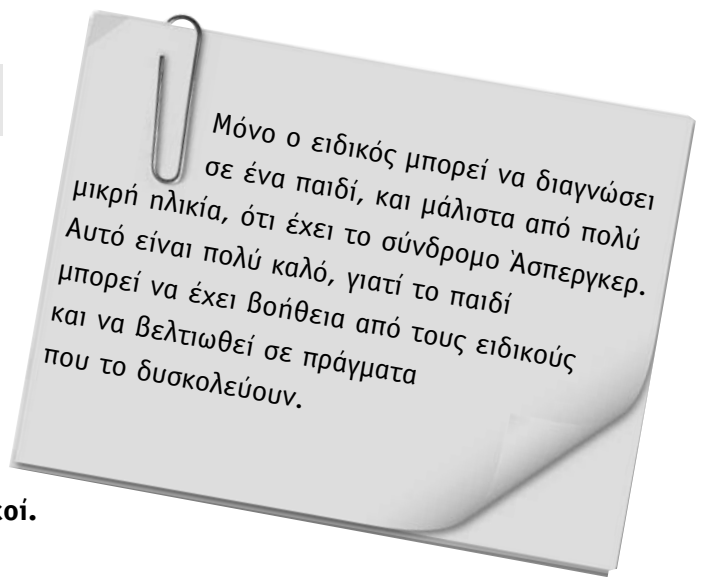 Μόνο ο ειδικός μπορεί να διαγνώσει
σε ένα παιδί, και μάλιστα από πολύ
μικρή ηλικία, ότι έχει το σύνδρομο Ἀσπεργκερ.
Αυτό είναι πολύ καλό, γιατί το παιδί
μπορεί να έχει βοήθεια από τους ειδικούς
και να βελτιωθεί σε πράγματα
που το δυσκολεύουν.